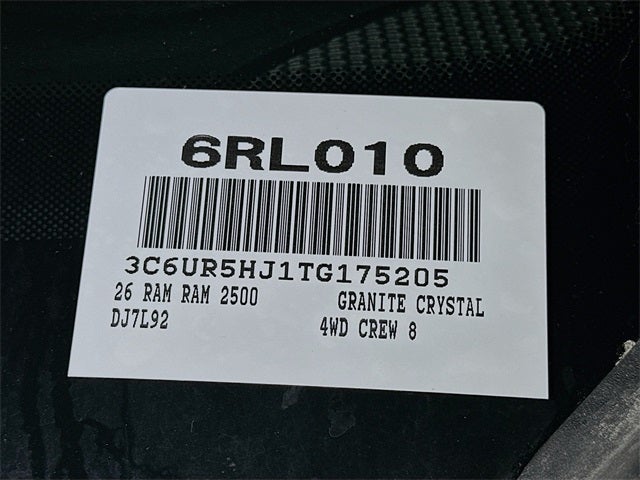 6RL010
3C6UR5HJ1TG175205
26 RAM RAM 2500 GRANITE CRYSTAL
DJ7L92 4WD CREW 8